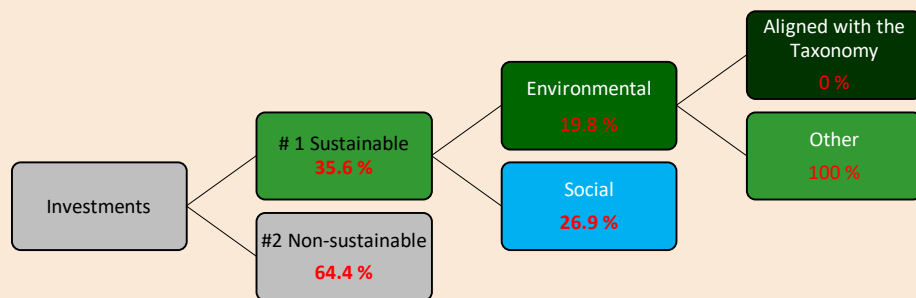 Investments
# 1 Sustainable
35.6 %
#2 Non-sustainable
64.4 %
Environmental
19.8 %
Social
26.9 %
Aligned with the
Taxonomy
0 %
Other
100 %